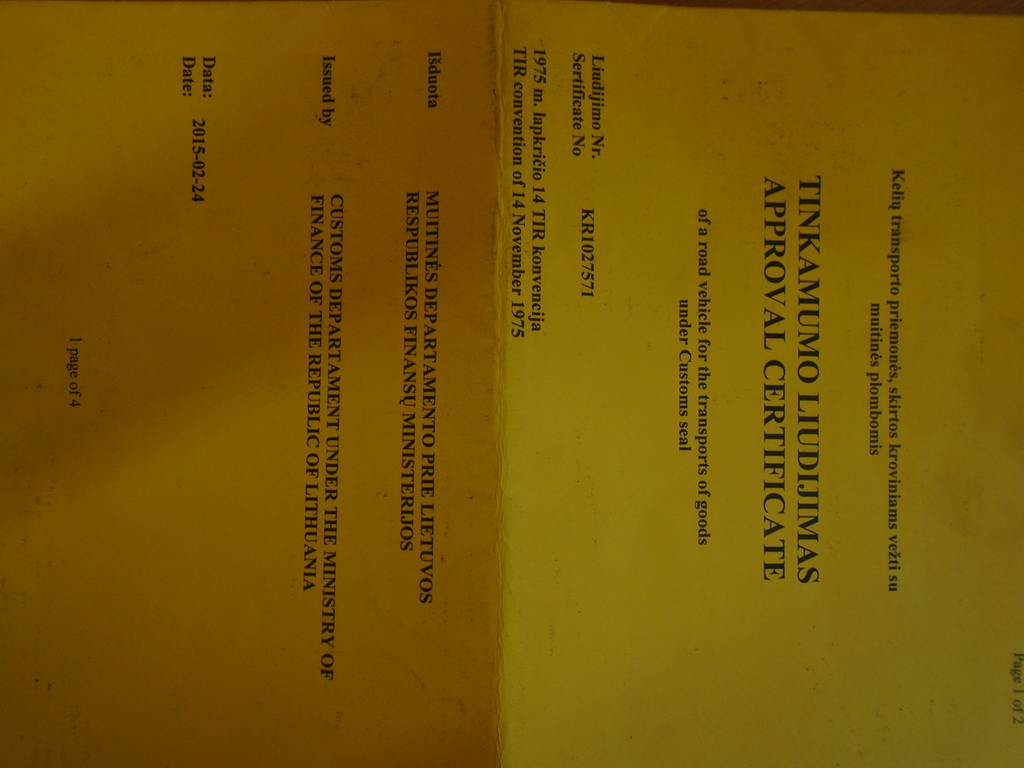 Page 1 of 2
Kelių transporto priemonės, skirtos kroviniams vežti su
muitinės plombomis
TINKAMUMO LIUDIJIMAS
APPROVAL CERTIFICATE
of a road vehicle for the transports of goods
under Customs seal
Liudijimo Nr.
Sertificate No KR1027571
1975 m. lapkričio 14 TIR konvencija
TIR convention of 14 November 1975
Išduota MUITINĖS DEPARTAMENTO PRIE LIETUVOS
RESPUBLIKOS FINANSŲ MINISTERIJOS
Issued by CUSTOMS DEPARTAMENT UNDER THE MINISTRY OF
FINANCE OF THE REPUBLIC OF LITHUANIA
Data:
Date: 2015-02-24
1 page of 4